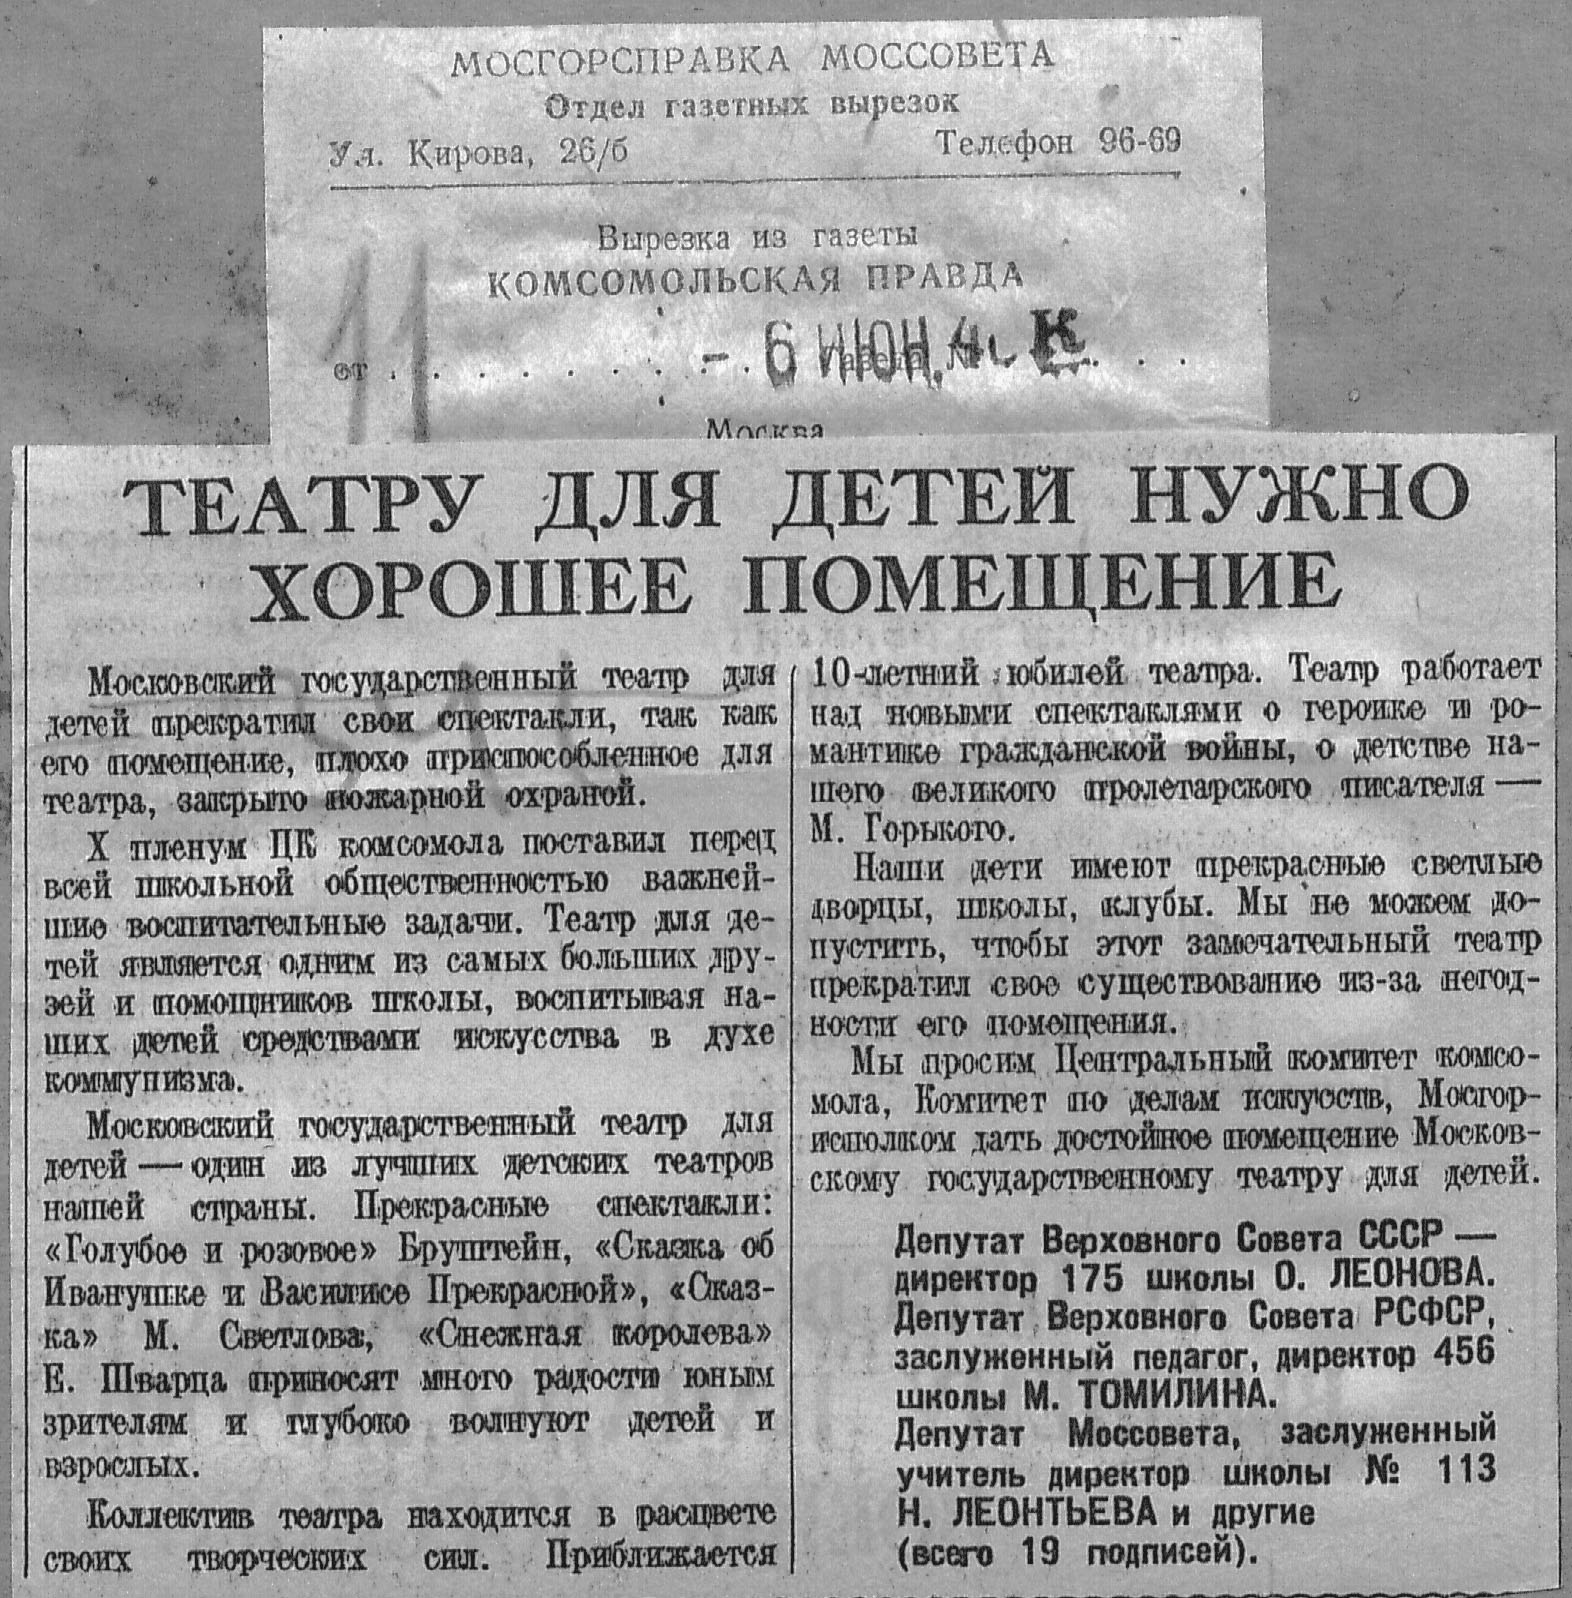 МОСГОРСПРАВКА МОССОВЕТА
Отдел газетных вырезок
Ул. Кирова, 26/б Телефон 96-69
Вырезка из газеты
КОМСОМОЛЬСКАЯ ПРАВДА
11
от . . . . . . . . . - 6 ИЮН. 4 К
Москва
ТЕАТРУ ДЛЯ ДЕТЕЙ НУЖНО
ХОРОШЕЕ ПОМЕЩЕНИЕ
Московский государственный театр для
детей прекратил свои спектакли, так как
его помещение, плохо приспособленное для
театра, закрыто пожарной охраной.
X пленум ЦК комсомола поставил перед
всей школьной общественностью важней-
шие воспитательные задачи. Театр для де-
тей является одним из самых больших дру-
зей и помощников школы, воспитывая на-
ших детей средствами искусства в духе
коммунизма.
Московский государственный театр для
детей — один из лучших детских театров
нашей страны. Прекрасные спектакли:
«Голубое и розовое» Бруштейн, «Сказка об
Иванушке и Василисе Прекрасной», «Сказ-
ка» М. Светлова, «Снежная королева»
Е. Шварца приносят много радости юным
зрителям и глубоко волнуют детей и
взрослых.
Коллектив театра находится в расцвете
своих творческих сил. Приближается
10-летний юбилей театра. Театр работает
над новыми спектаклями о героике и ро-
мантике гражданской войны, о детстве на-
шего великого пролетарского писателя —
М. Горького.
Наши дети имеют прекрасные светлые
дворцы, школы, клубы. Мы не можем до-
пустить, чтобы этот замечательный театр
прекратил свое существование из-за негод-
ности его помещения.
Мы просим Центральный комитет комсо-
мола, Комитет по делам искусств, Мосгор-
исполком дать достойное помещение Москов-
скому государственному театру для детей.
Депутат Верховного Совета СССР —
директор 175 школы О. ЛЕОНОВА.
Депутат Верховного Совета РСФСР,
заслуженный педагог, директор 456
школы М. ТОМИЛИНА.
Депутат Моссовета, заслуженный
учитель директор школы № 113
Н. ЛЕОНТЬЕВА и другие
(всего 19 подписей).